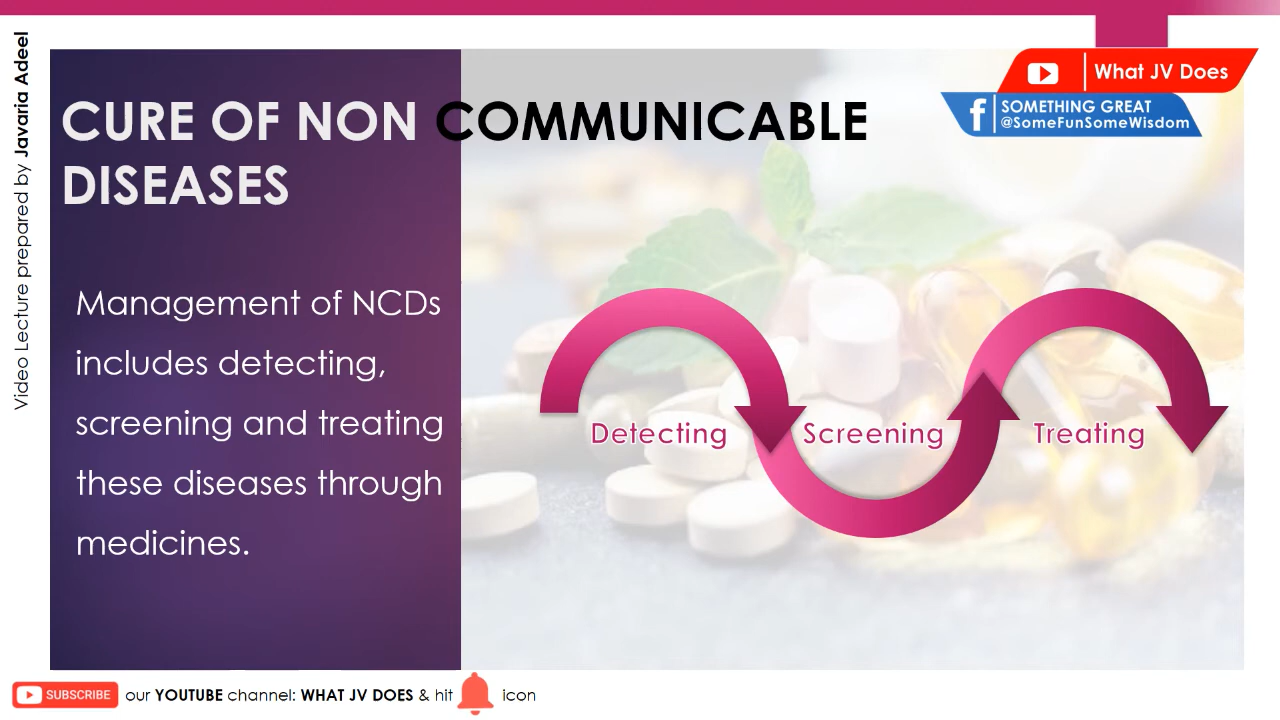 Video Lecture prepared by Javaria Adeel
What JV Does
SOMETHING GREAT
@SomeFunSomeWisdom
CURE OF NON COMMUNICABLE
DISEASES
Management of NCDs
includes detecting,
screening and treating
these diseases through
medicines.
Detecting
Screening
Treating
SUBSCRIBE our YOUTUBE channel: WHAT JV DOES & hit icon